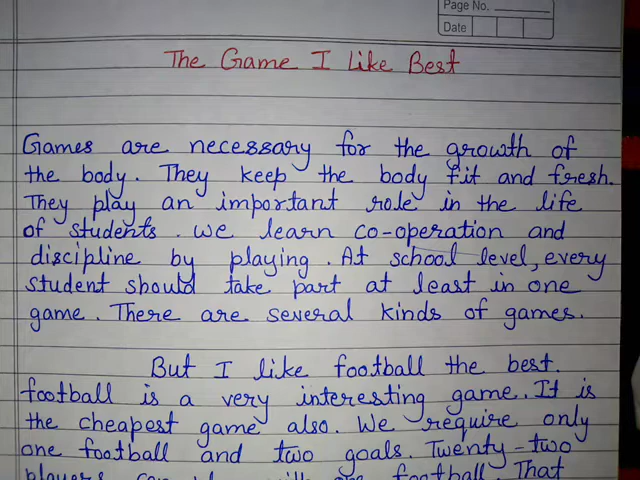 Page No.
Date
The Game I Like Best
Games are necessary for the growth of
the body. They keep the body fit and fresh.
They play an important role in the life
of students. We learn co-operation and
discipline by playing. At school level, every
student should take part at least in one
game. There are several kinds of games.
But I like football the best.
football is a very interesting game. It is
the cheapest game also. We require only
one football and two goals. Twenty-two
players football. That